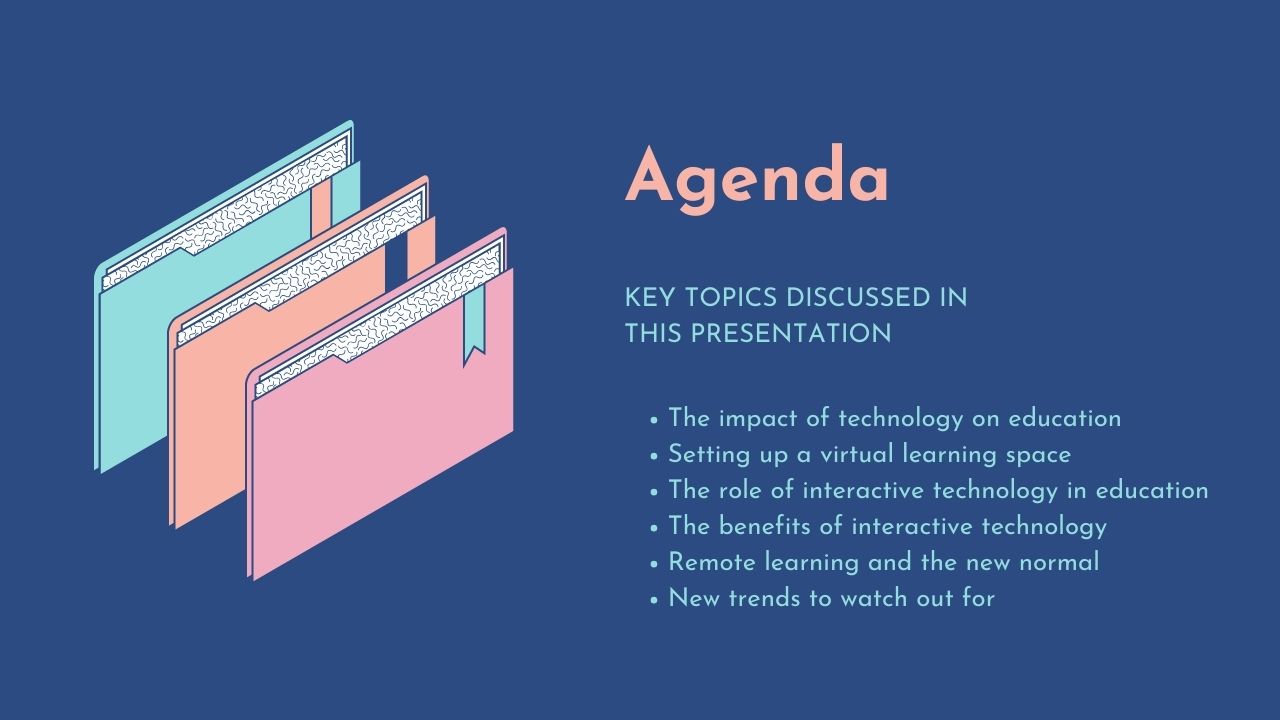 Agenda
KEY TOPICS DISCUSSED IN
THIS PRESENTATION
• The impact of technology on education
• Setting up a virtual learning space
• The role of interactive technology in education
• The benefits of interactive technology
• Remote learning and the new normal
• New trends to watch out for